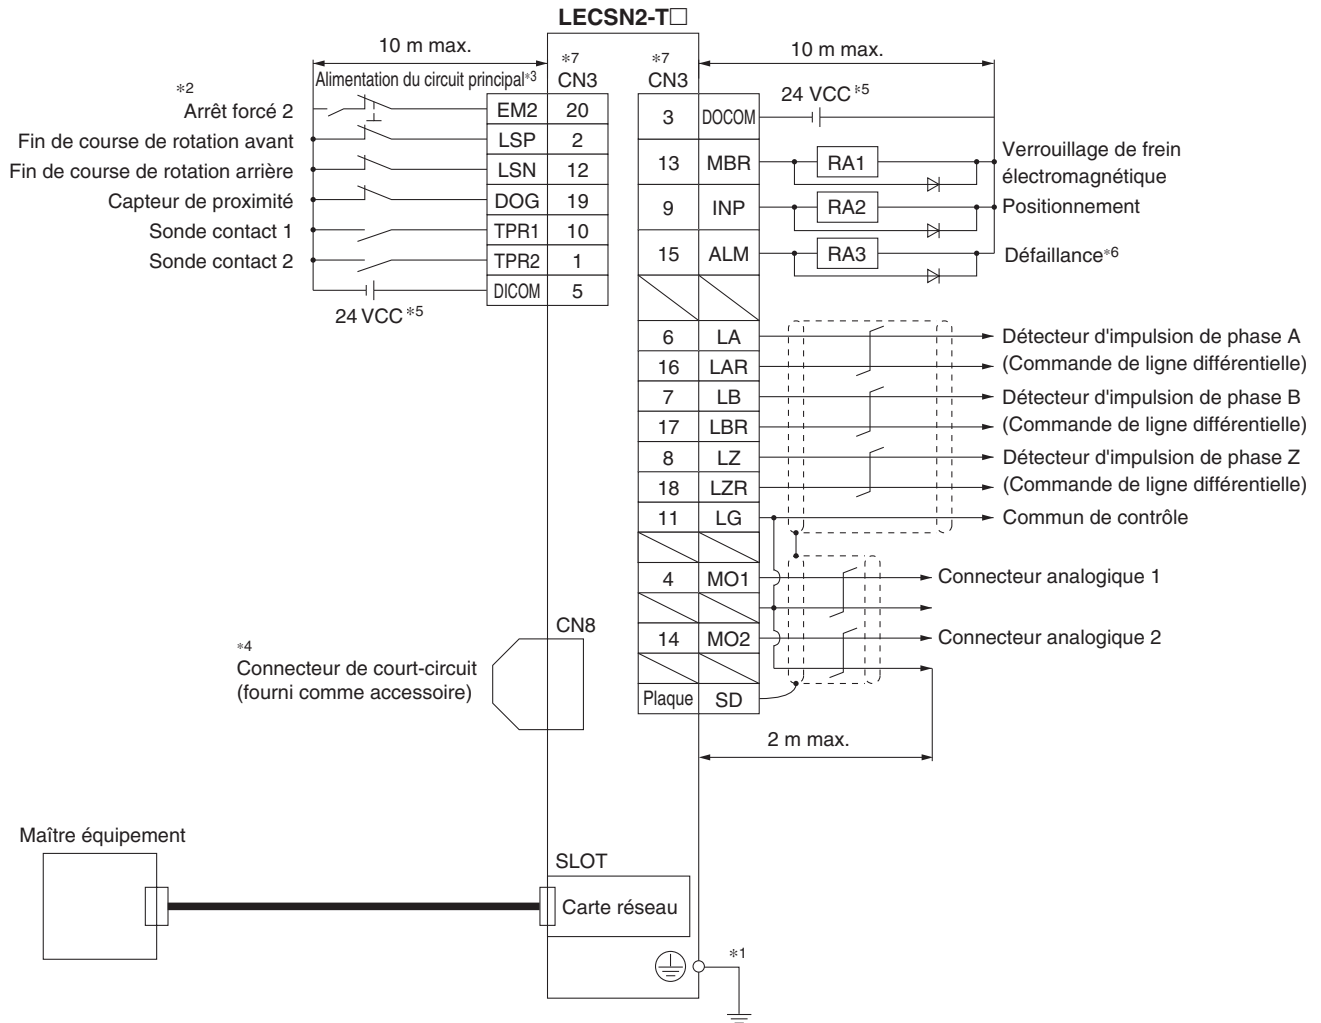 LECSN2-T□
10 m max.
10 m max.
*7
CN3
*7
CN3
Alimentation du circuit principal*3
*2
Arrêt forcé 2
EM2 20
Fin de course de rotation avant
LSP 2
Fin de course de rotation arrière
LSN 12
Capteur de proximité
DOG 19
Sonde contact 1
TPR1 10
Sonde contact 2
TPR2 1
DICOM 5
24 VCC*5
24 VCC*5
3 DOCOM
13 MBR
RA1
Verrouillage de frein
électromagnétique
9 INP
RA2
Positionnement
15 ALM
RA3
Défaillance*6
6 LA
Détecteur d'impulsion de phase A
16 LAR
(Commande de ligne différentielle)
7 LB
Détecteur d'impulsion de phase B
17 LBR
(Commande de ligne différentielle)
8 LZ
Détecteur d'impulsion de phase Z
18 LZR
(Commande de ligne différentielle)
11 LG
Commun de contrôle
4 MO1
Connecteur analogique 1
14 MO2
Connecteur analogique 2
Plaque SD
2 m max.
CN8
*4
Connecteur de court-circuit
(fourni comme accessoire)
Maître équipement
SLOT
Carte réseau
*1